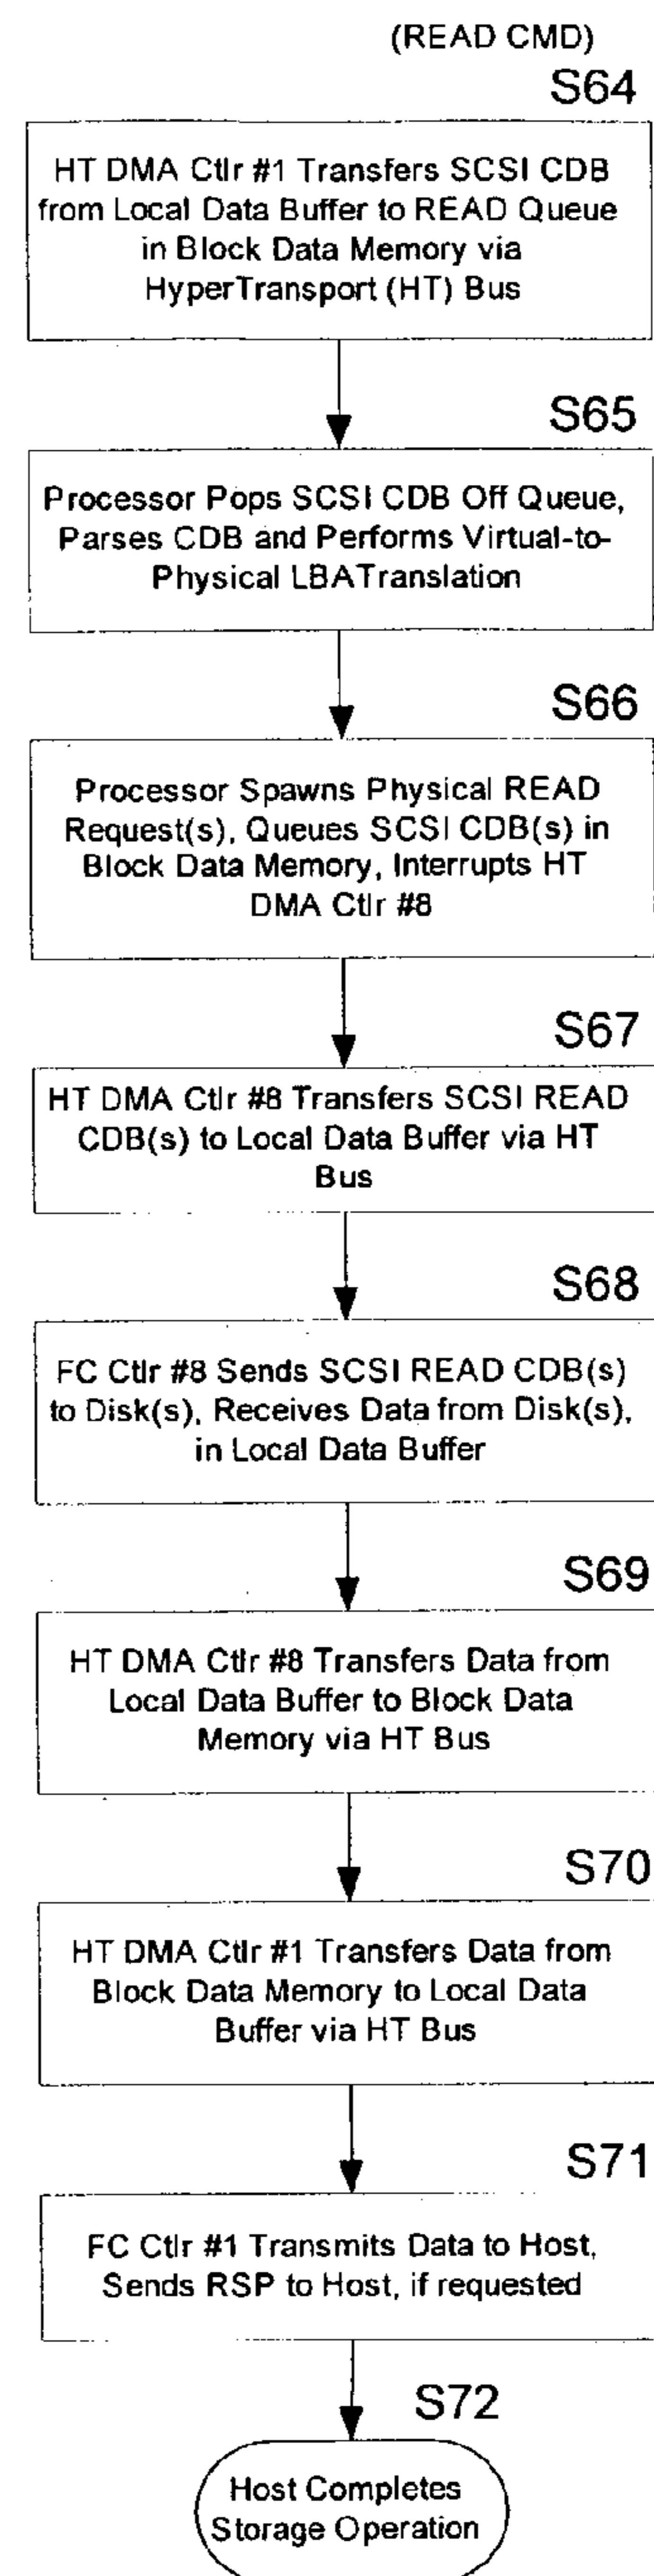 (READ CMD)
S64
HT DMA Ctlr #1 Transfers SCSI CDB
from Local Data Buffer to READ Queue
in Block Data Memory via
HyperTransport (HT) Bus
S65
Processor Pops SCSI CDB Off Queue,
Parses CDB and Performs Virtual-to-
Physical LBATranslation
S66
Processor Spawns Physical READ
Request(s), Queues SCSI CDB(s) in
Block Data Memory, Interrupts HT
DMA Ctlr #8
S67
HT DMA Ctlr #8 Transfers SCSI READ
CDB(s) to Local Data Buffer via HT
Bus
S68
FC Ctlr #8 Sends SCSI READ CDB(s)
to Disk(s), Receives Data from Disk(s),
in Local Data Buffer
S69
HT DMA Ctlr #8 Transfers Data from
Local Data Buffer to Block Data
Memory via HT Bus
S70
HT DMA Ctlr #1 Transfers Data from
Block Data Memory to Local Data
Buffer via HT Bus
S71
FC Ctlr #1 Transmits Data to Host,
Sends RSP to Host, if requested
S72
Host Completes
Storage Operation